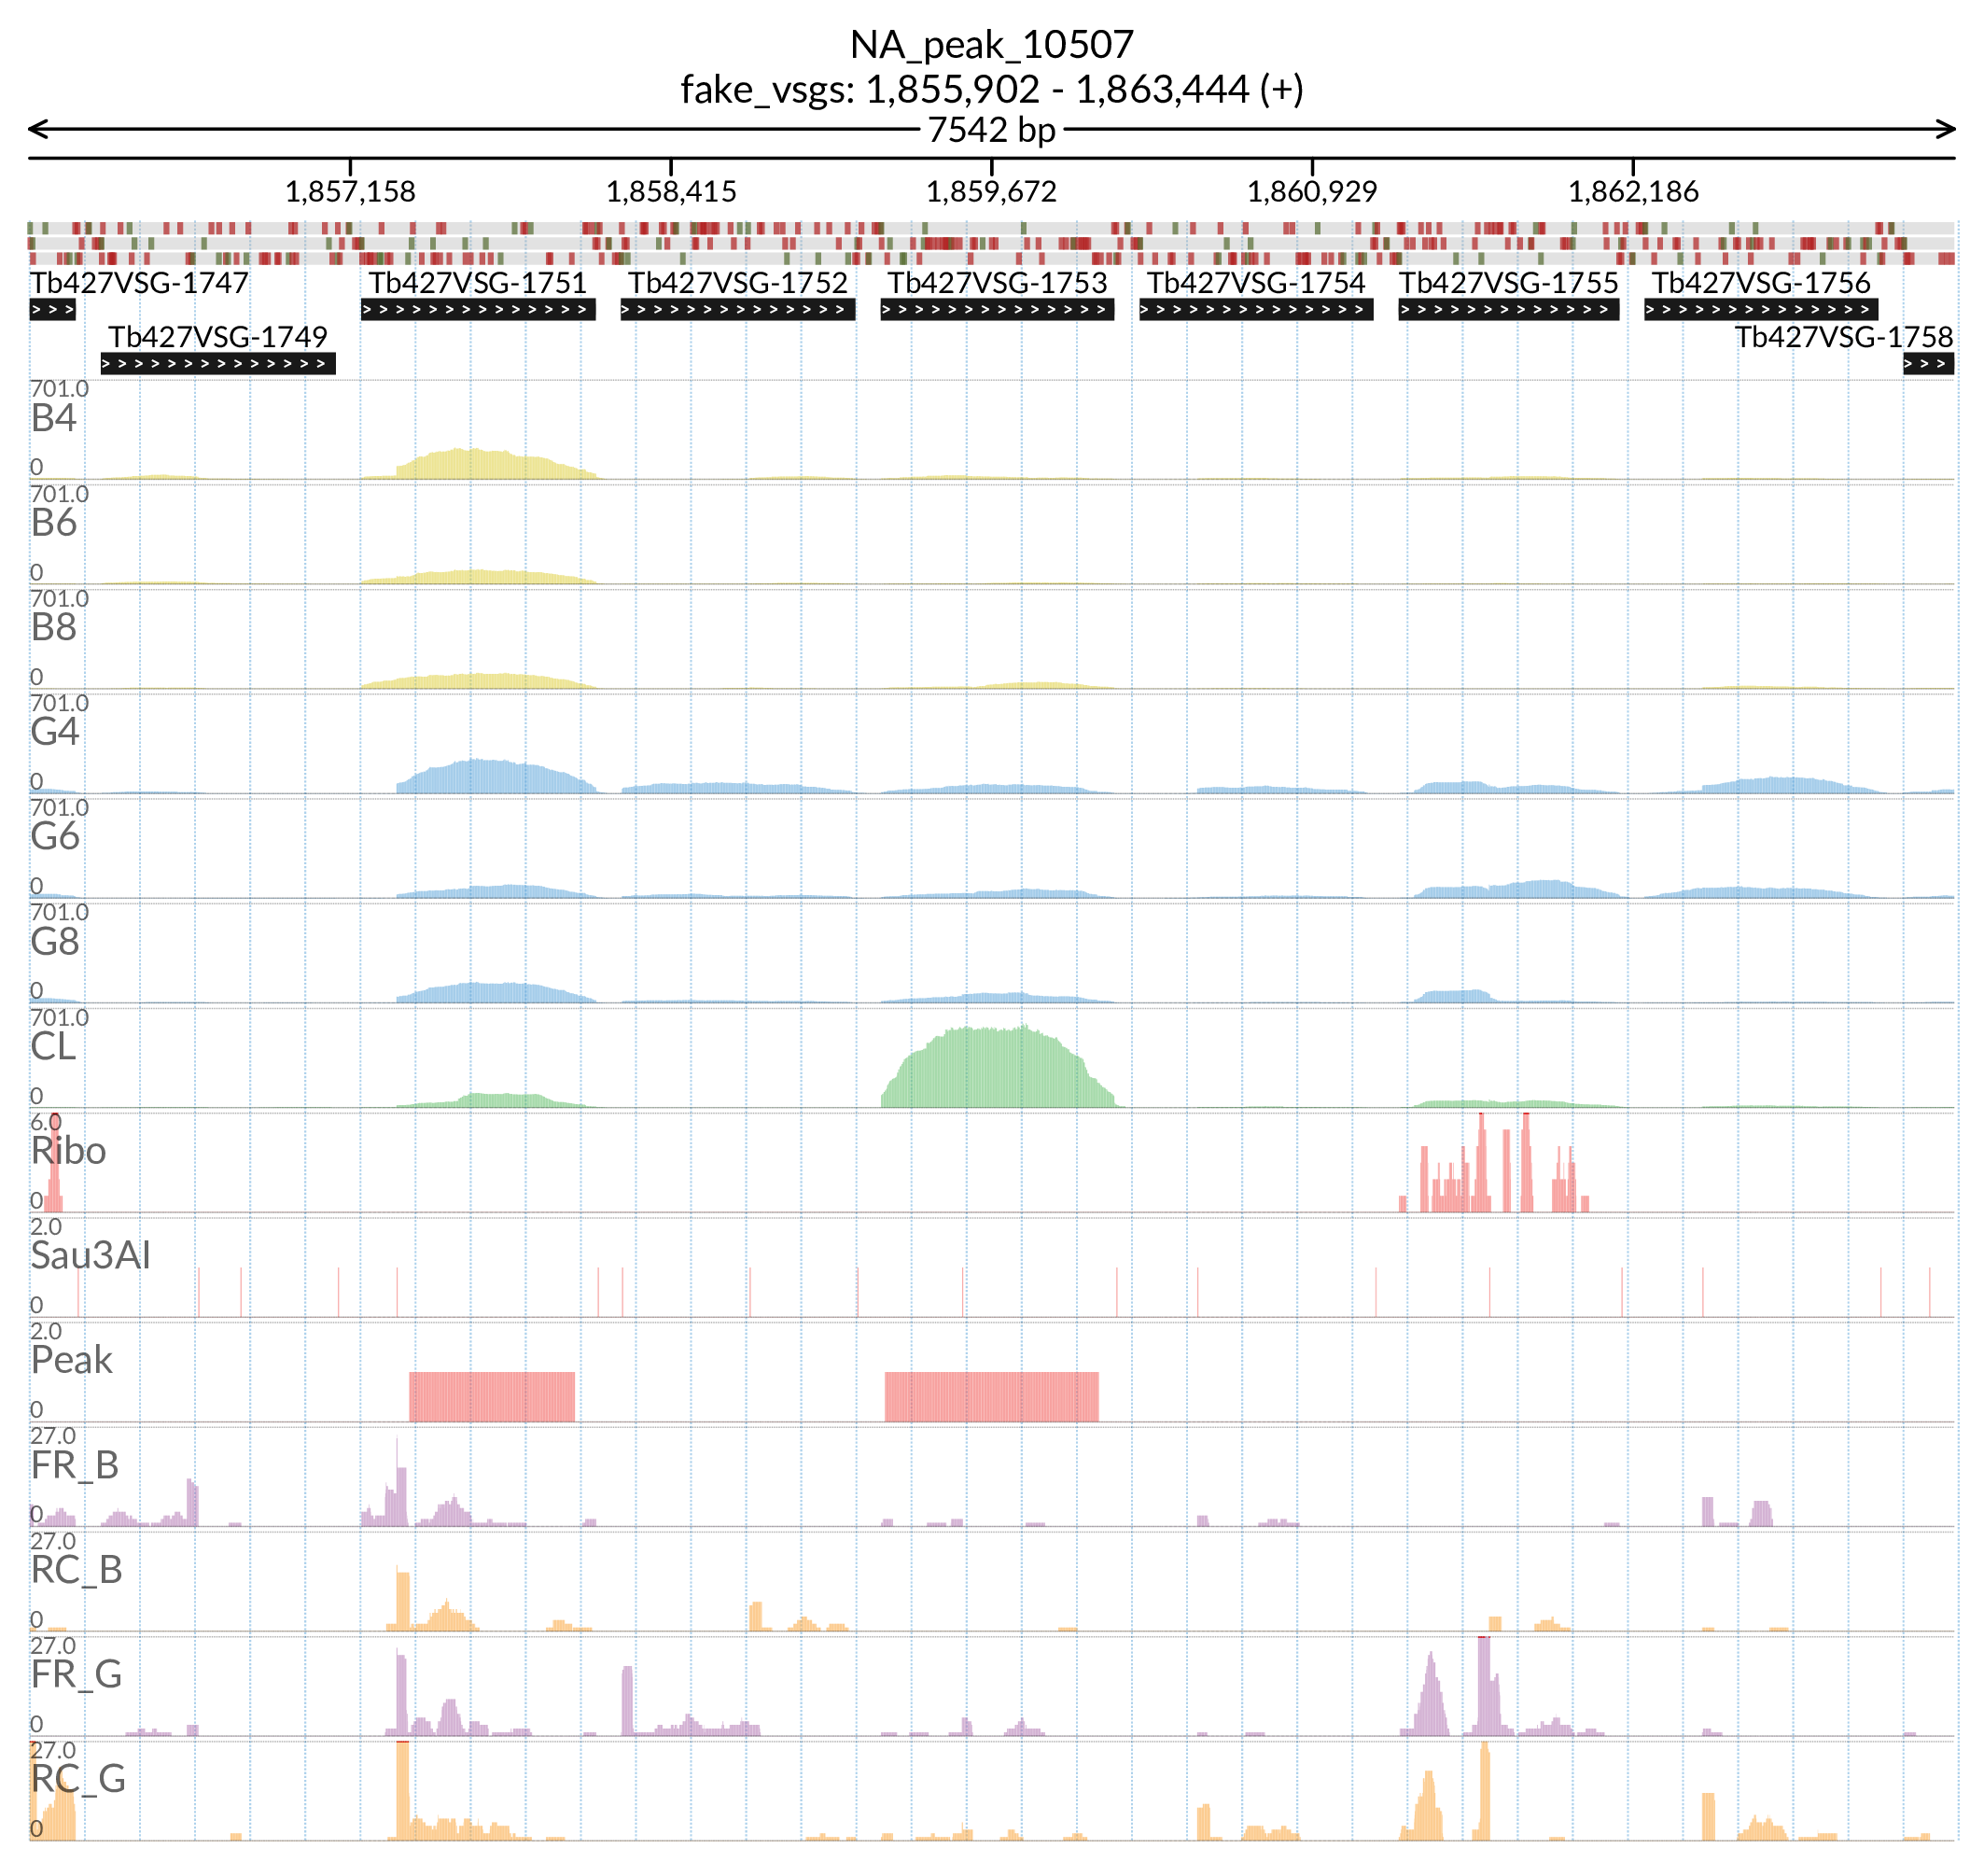 NA_peak_10507
fake_vsgs: 1,855,902 - 1,863,444 (+)
7542 bp
1,857,158 1,858,415 1,859,672 1,860,929 1,862,186
Tb427VSG-1747 Tb427VSG-1751 Tb427VSG-1752 Tb427VSG-1753 Tb427VSG-1754 Tb427VSG-1755 Tb427VSG-1756
Tb427VSG-1749 Tb427VSG-1758
701.0
B4
0
701.0
B6
0
701.0
B8
0
701.0
G4
0
701.0
G6
0
701.0
G8
0
701.0
CL
0
6.0
Ribo
0
2.0
Sau3AI
0
2.0
Peak
0
27.0
FR_B
0
27.0
RC_B
0
27.0
FR_G
0
27.0
RC_G
0